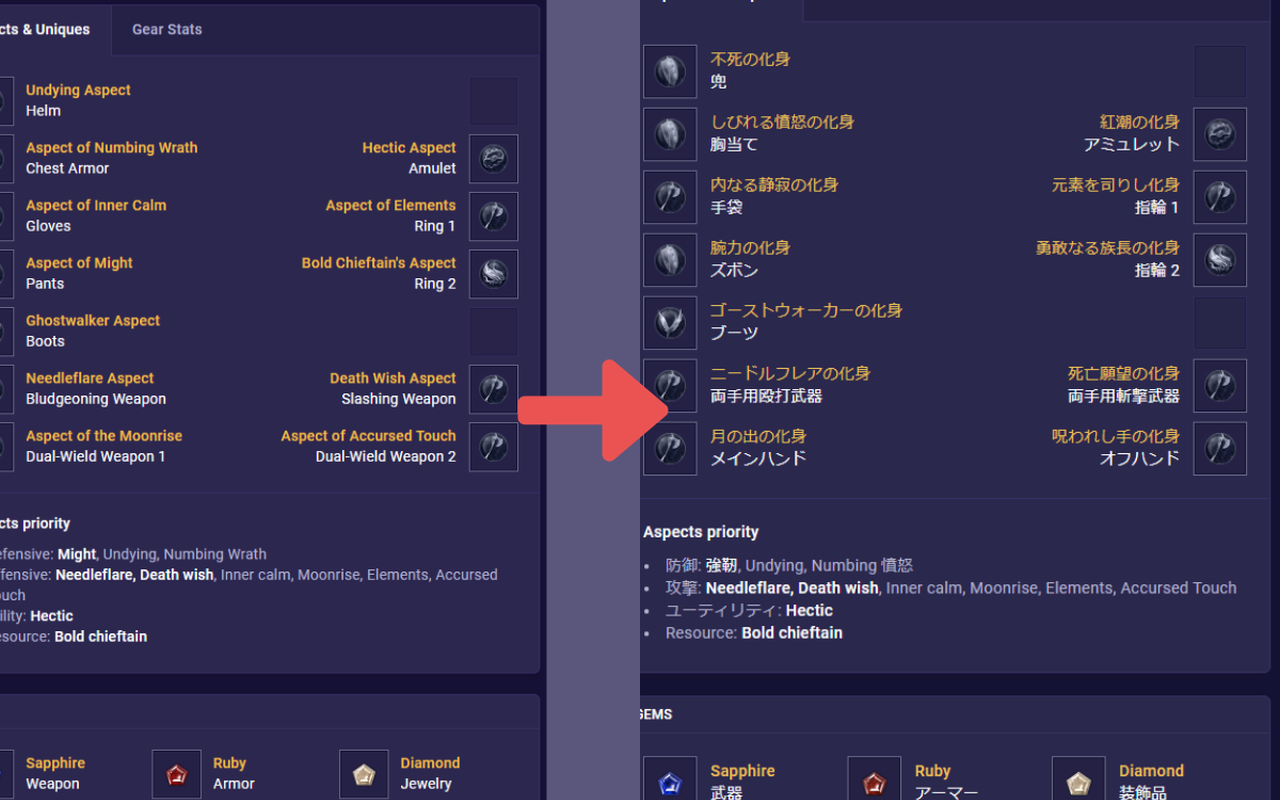 cts & Uniques
Gear Stats
Undying Aspect
Helm
Aspect of Numbing Wrath
Chest Armor
Hectic Aspect
Amulet
Aspect of Inner Calm
Gloves
Aspect of Elements
Ring 1
Aspect of Might
Pants
Bold Chieftain's Aspect
Ring 2
Ghostwalker Aspect
Boots
Needleflare Aspect
Bludgeoning Weapon
Death Wish Aspect
Slashing Weapon
Aspect of the Moonrise
Dual-Wield Weapon 1
Aspect of Accursed Touch
Dual-Wield Weapon 2
cts priority
efensive: Might, Undying, Numbing Wrath
ffensive: Needleflare, Death wish, Inner calm, Moonrise, Elements, Accursed
ouch
ility: Hectic
esource: Bold chieftain
Sapphire
Weapon
Ruby
Armor
Diamond
Jewelry
不死の化身
兜
しびれる憤怒の化身
胸当て
紅潮の化身
アミュレット
内なる静寂の化身
手袋
元素を司りし化身
指輪 1
腕力の化身
ズボン
勇敢なる族長の化身
指輪 2
ゴーストウォーカーの化身
ブーツ
ニードルフレアの化身
両手用殴打武器
死亡願望の化身
両手用斬撃武器
月の出の化身
メインハンド
呪われし手の化身
オフハンド
Aspects priority
• 防御: 強靭, Undying, Numbing 憤怒
• 攻撃: Needleflare, Death wish, Inner calm, Moonrise, Elements, Accursed Touch
• ユーティリティ: Hectic
• Resource: Bold chieftain
GEMS
Sapphire
武器
Ruby
アーマー
Diamond
装飾品